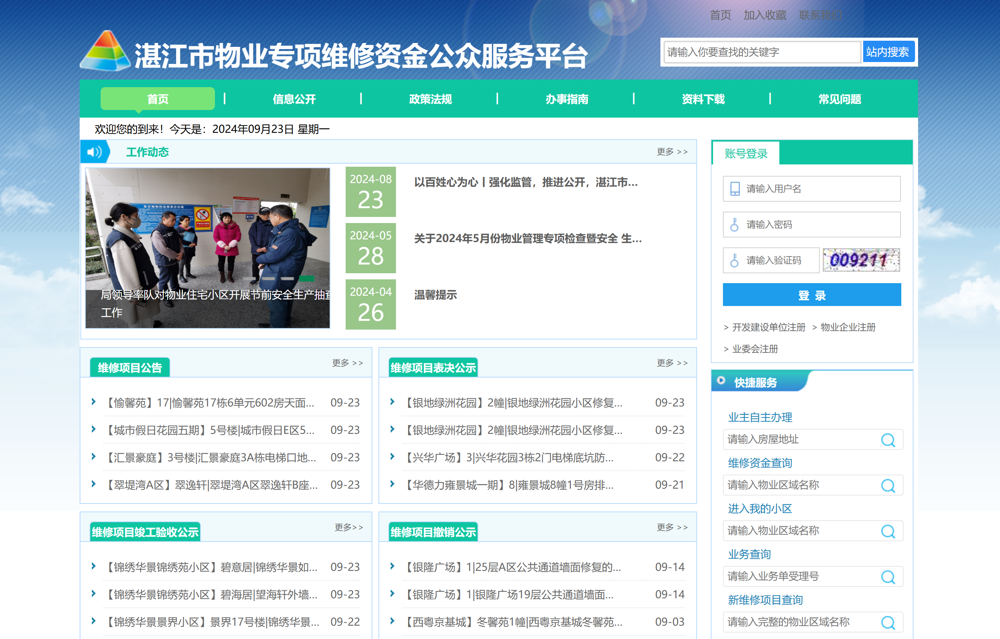 首页 加入收藏 联系我们
湛江市物业专项维修资金公众服务平台
请输入你要查找的关键字 站内搜索
首页 | 信息公开 | 政策法规 | 办事指南 | 资料下载 | 常见问题
欢迎您的到来！今天是：2024年09月23日 星期一
工作动态 更多 >>
高空抛物的法律责任归属
局领导率队对物业住宅小区开展节前安全生产抽查
工作
2024-08
23
以百姓心为心丨强化监管，推进公开，湛江市...
2024-05
28
关于2024年5月份物业管理专项检查暨安全 生...
2024-04
26
温馨提示
账号登录
请输入用户名
请输入密码
请输入验证码 009211
登 录
> 开发建设单位注册 > 物业企业注册
> 业委会注册
维修项目公告 更多 >>
【愉馨苑】17|愉馨苑17栋6单元602房天面... 09-23
【城市假日花园五期】5号楼|城市假日E区5... 09-23
【汇景豪庭】3号楼|汇景豪庭3A栋电梯口地... 09-23
【翠堤湾A区】翠逸轩|翠堤湾A区翠逸轩B座... 09-23
维修项目表决公示 更多 >>
【银地绿洲花园】2幢|银地绿洲花园小区修复... 09-23
【银地绿洲花园】2幢|银地绿洲花园小区修复... 09-23
【兴华广场】3|兴华花园3栋2门电梯底坑防... 09-22
【华德力雍景城一期】8|雍景城8幢1号房排... 09-21
维修项目竣工验收公示 更多>>
【锦绣华景锦绣苑小区】碧意居|锦绣华景如... 09-23
【锦绣华景锦绣苑小区】碧海居|望海轩外墙... 09-23
【锦绣华景景界小区】景界17号楼|锦绣华景... 09-22
维修项目撤销公示 更多 >>
【银隆广场】1|25层A区公共通道墙面修复的... 09-14
【银隆广场】1|银隆广场19层公共通道墙面... 09-14
【西粤京基城】冬馨苑1幢|西粤京基城冬馨苑... 09-03
快捷服务
业主自主办理
请输入房屋地址
维修资金查询
请输入物业区域名称
进入我的小区
请输入物业区域名称
业务查询
请输入业务单受理号
新维修项目查询
请输入完整的物业区域名称